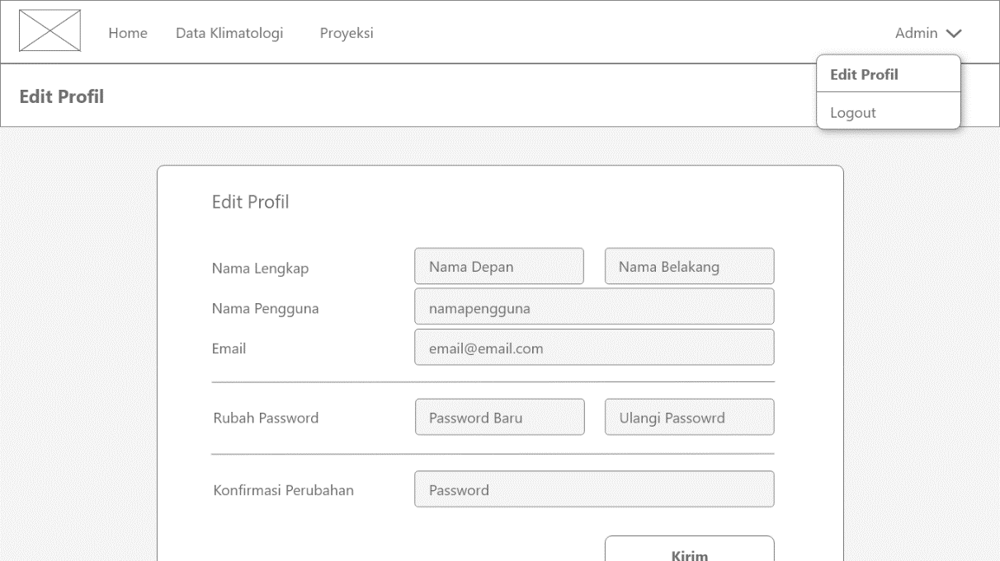 Home Data Klimatologi Proyeksi Admin
Edit Profil
Logout
Edit Profil
Edit Profil
Nama Lengkap Nama Depan Nama Belakang
Nama Pengguna namapengguna
Email email@email.com
Rubah Password Password Baru Ulangi Passowrd
Konfirmasi Perubahan Password
Kirim